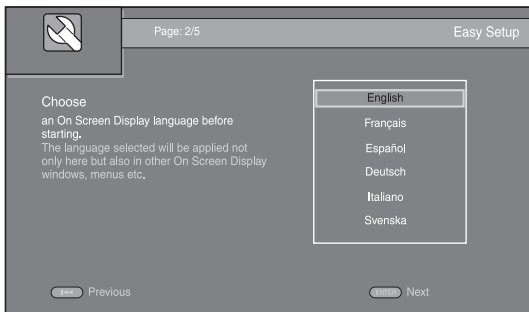 Page: 2/5
Easy Setup
Choose
an On Screen Display language before
starting.
The language selected will be applied not
only here but also in other On Screen Display
windows, menus etc.
English
Français
Español
Deutsch
Italiano
Svenska
Previous
ENTER Next